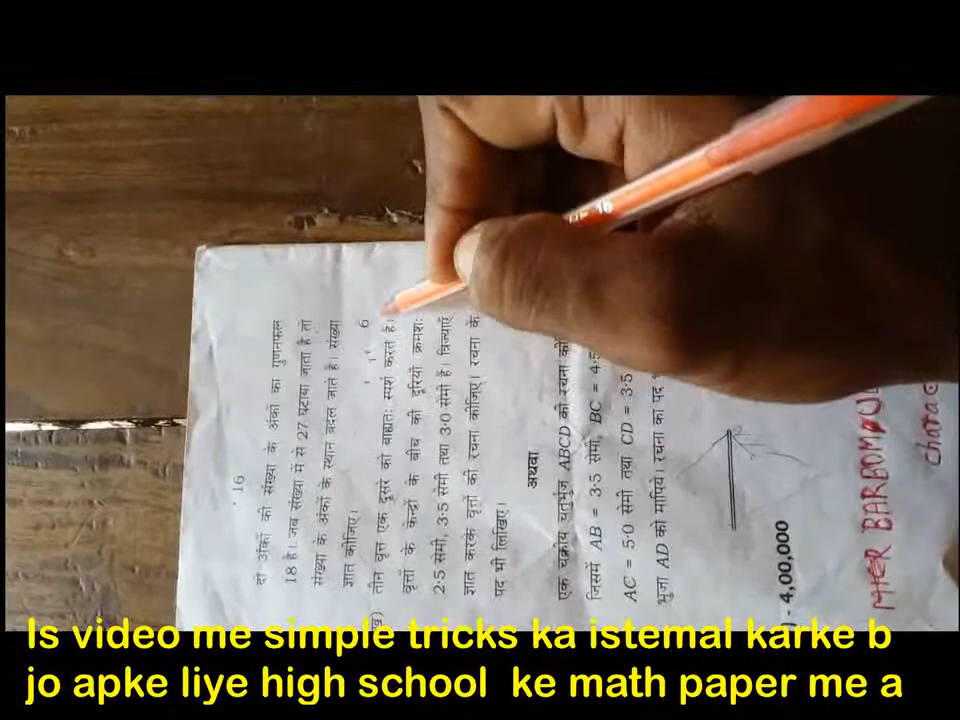 16
दो अंकों की संख्या के अंकों का गुणनफल
18 है। जब संख्या में से 27 घटाया जाता है तो
संख्या के अंकों के स्थान बदल जाते हैं। संख्या
ज्ञात कीजिए। 6
ख) तीन वृत्त एक दूसरे को बाह्यतः स्पर्श करते हैं।
वृत्तों के केन्द्रों के बीच की दूरियाँ क्रमशः
2·5 सेमी, 3·5 सेमी तथा 3·0 सेमी है। त्रिज्याएँ
ज्ञात करके वृत्तों की रचना कीजिए। रचना के
पद भी लिखिए।
अथवा
एक चक्रीय चतुर्भुज ABCD की रचना
जिसमें AB = 3·5 सेमी, BC = 4·5
AC = 5·0 सेमी तथा CD = 3·5
भुजा AD को मापिये। रचना का पद
) - 4,00,000
Is video me simple tricks ka istemal karke b
jo apke liye high school ke math paper me a